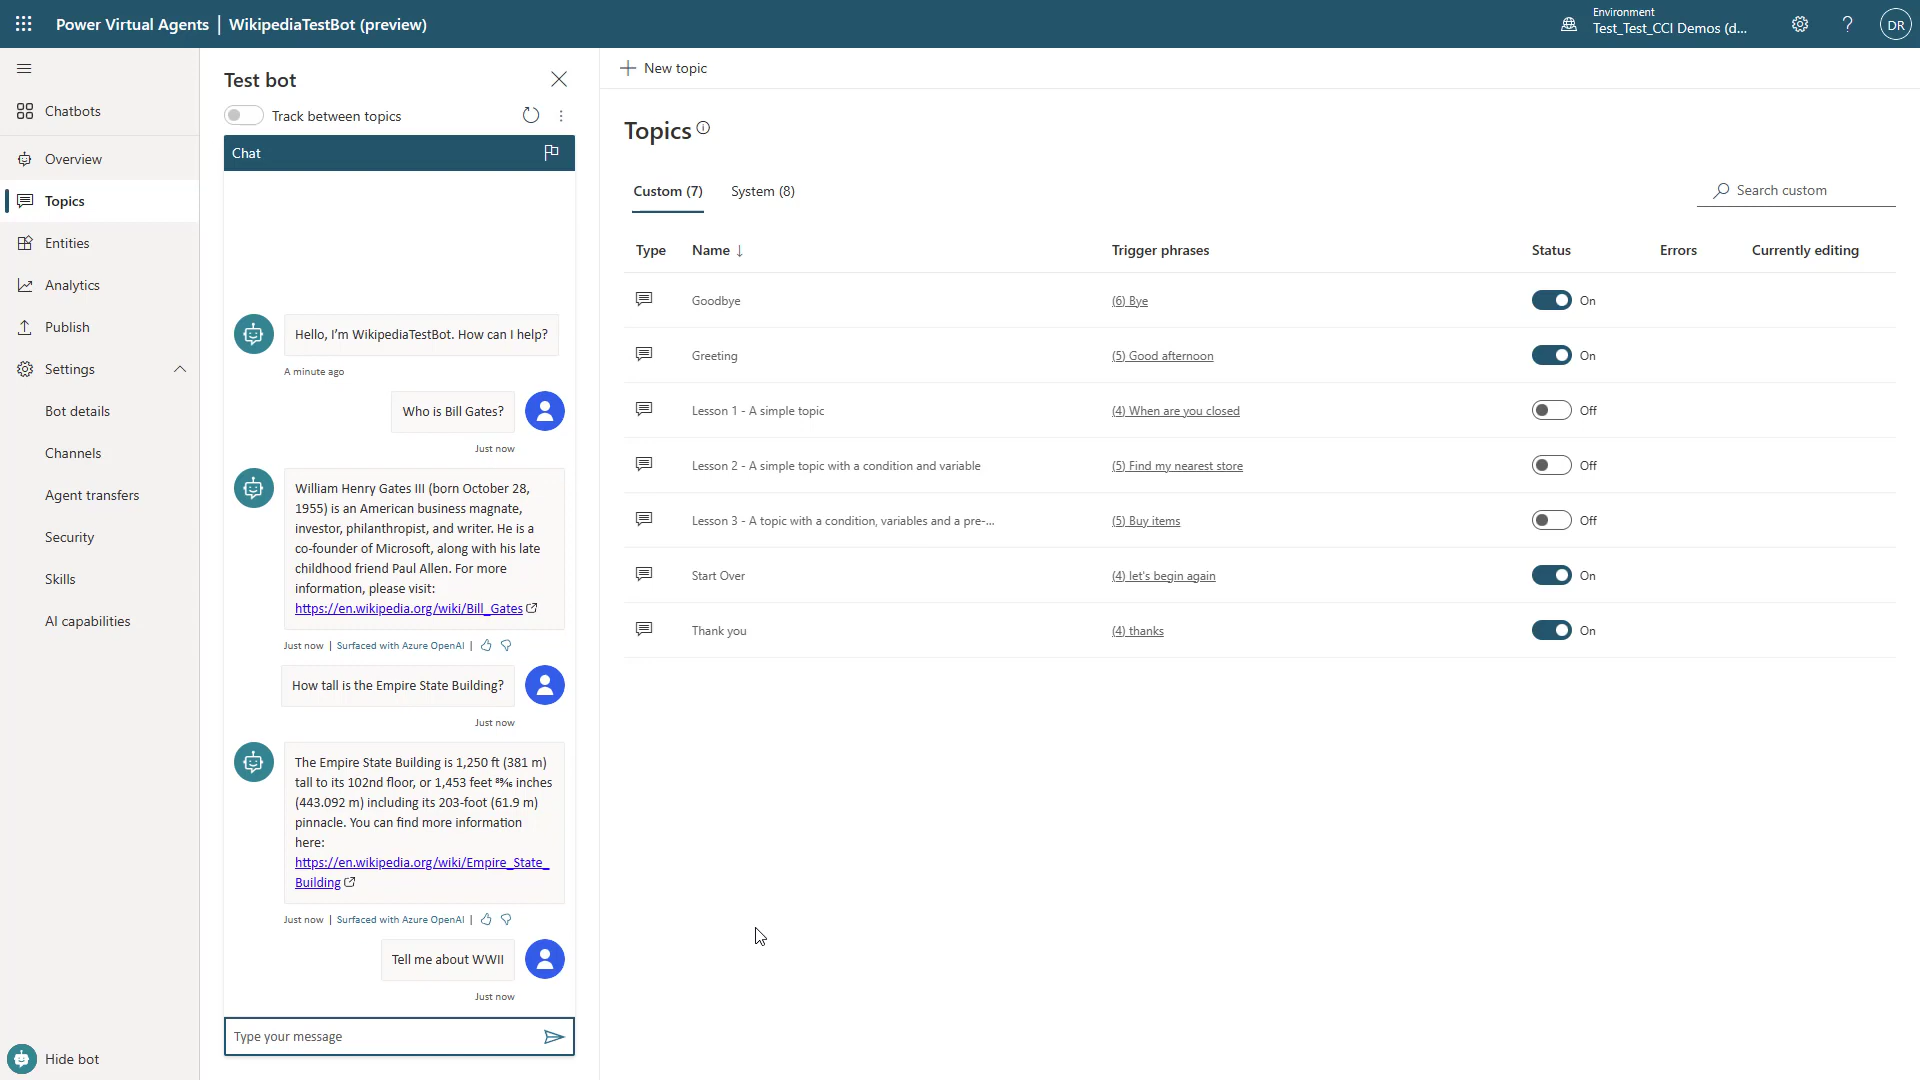 Power Virtual Agents | WikipediaTestBot (preview)
Environment
Test_Test_CCI Demos (d...
DR
Chatbots
Overview
Topics
Entities
Analytics
Publish
Settings
Bot details
Channels
Agent transfers
Security
Skills
AI capabilities
Hide bot
Test bot
Track between topics
Chat
Hello, I'm WikipediaTestBot. How can I help?
A minute ago
Who is Bill Gates?
Just now
William Henry Gates III (born October 28,
1955) is an American business magnate,
investor, philanthropist, and writer. He is a
co-founder of Microsoft, along with his late
childhood friend Paul Allen. For more
information, please visit:
https://en.wikipedia.org/wiki/Bill_Gates
Just now | Surfaced with Azure OpenAI |
How tall is the Empire State Building?
Just now
The Empire State Building is 1,250 ft (381 m)
tall to its 102nd floor, or 1,453 feet inches
(443.092 m) including its 203-foot (61.9 m)
pinnacle. You can find more information
here:
https://en.wikipedia.org/wiki/Empire_State_
Building
Just now | Surfaced with Azure OpenAI |
Tell me about WWII
Just now
Type your message
New topic
Topics
Custom (7) System (8)
Search custom
Type Name ↓ Trigger phrases Status Errors Currently editing
Goodbye (6) Bye On
Greeting (5) Good afternoon On
Lesson 1 - A simple topic (4) When are you closed Off
Lesson 2 - A simple topic with a condition and variable (5) Find my nearest store Off
Lesson 3 - A topic with a condition, variables and a pre-... (5) Buy items Off
Start Over (4) let's begin again On
Thank you (4) thanks On